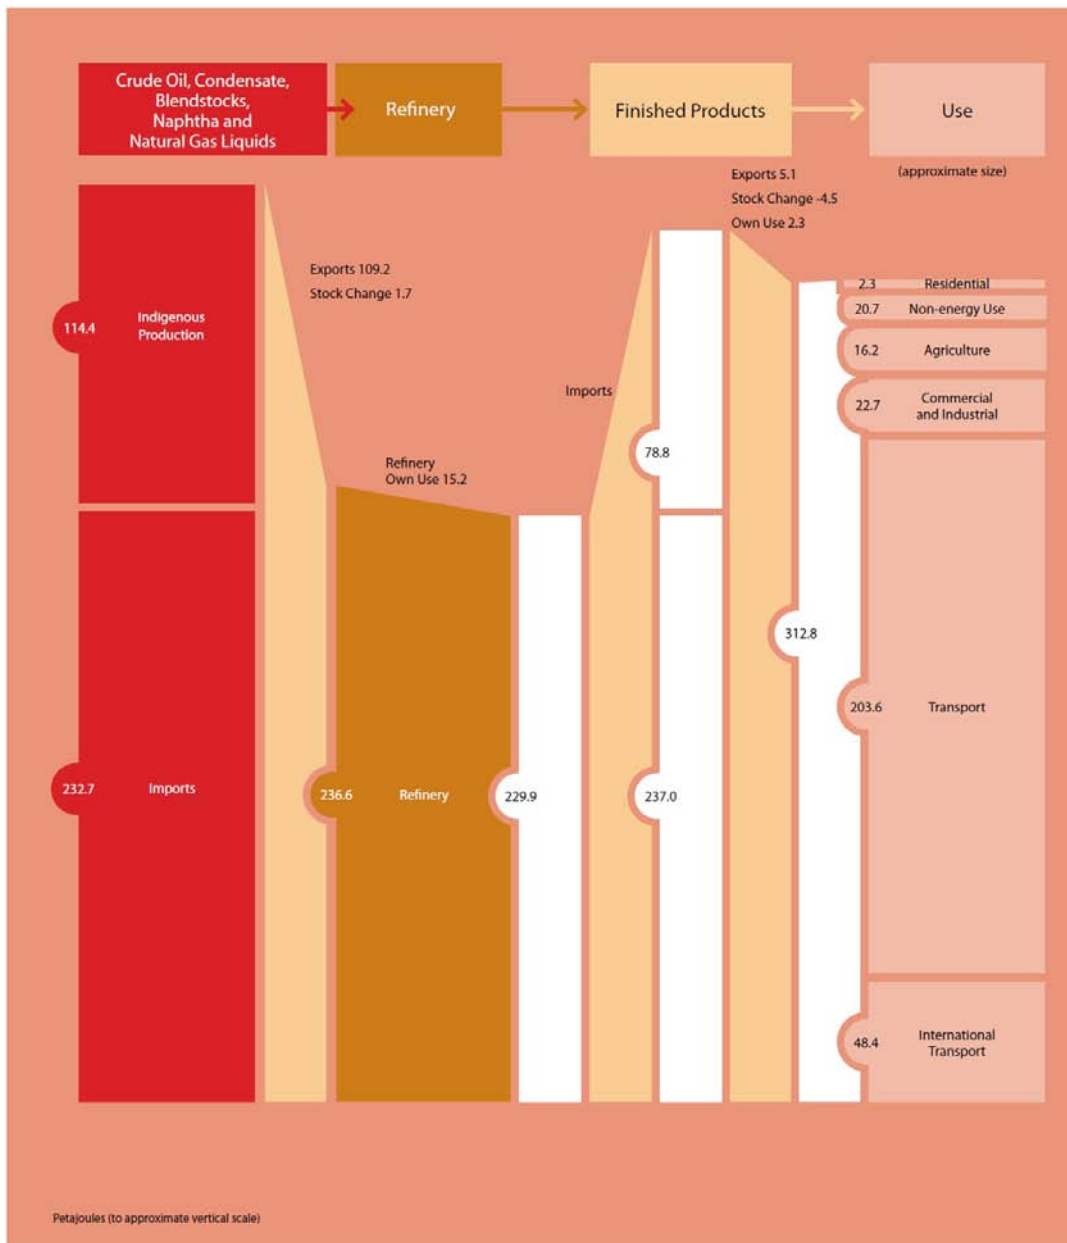 Crude Oil, Condensate,
Blendstocks,
Naphtha and
Natural Gas Liquids
Refinery
Finished Products
Use
(approximate size)
Exports 5.1
Stock Change -4.5
Own Use 2.3
Exports 109.2
Stock Change 1.7
114.4
Indigenous
Production
Imports
Refinery
Own Use 15.2
78.8
2.3
Residential
20.7
Non-energy Use
16.2
Agriculture
22.7
Commercial
and Industrial
312.8
203.6
Transport
232.7
Imports
236.6
Refinery
229.9
237.0
48.4
International
Transport
Petajoules (to approximate vertical scale)